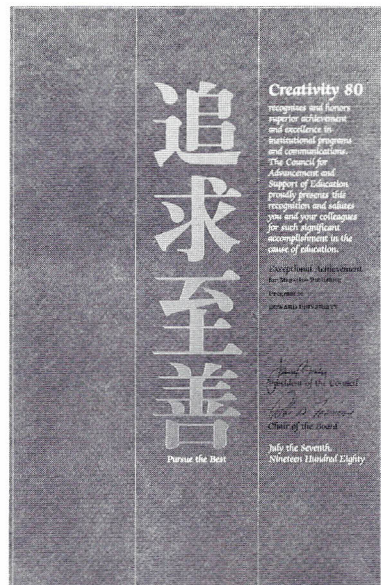 追求至善
Pursue the Best
Creativity 80
recognizes and honors
superior achievement
and excellence in
institutional programs
and communications.
The Council for
Advancement and
Support of Education
proudly presents this
recognition and salutes
you and your colleagues
for such significant
accomplishment in the
cause of education.
Exceptional Achievement
for Magazine Publishing
President of the Council
Chair of the Board
July the Seventh,
Nineteen Hundred Eighty